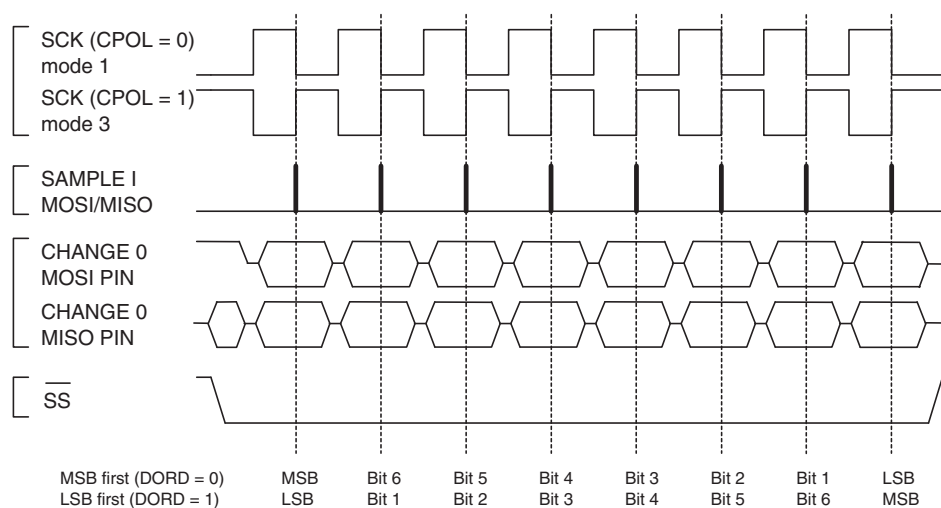 SCK (CPOL = 0)
mode 1
SCK (CPOL = 1)
mode 3
SAMPLE I
MOSI/MISO
CHANGE 0
MOSI PIN
CHANGE 0
MISO PIN
SS
MSB first (DORD = 0) MSB Bit 6 Bit 5 Bit 4 Bit 3 Bit 2 Bit 1 LSB
LSB first (DORD = 1) LSB Bit 1 Bit 2 Bit 3 Bit 4 Bit 5 Bit 6 MSB